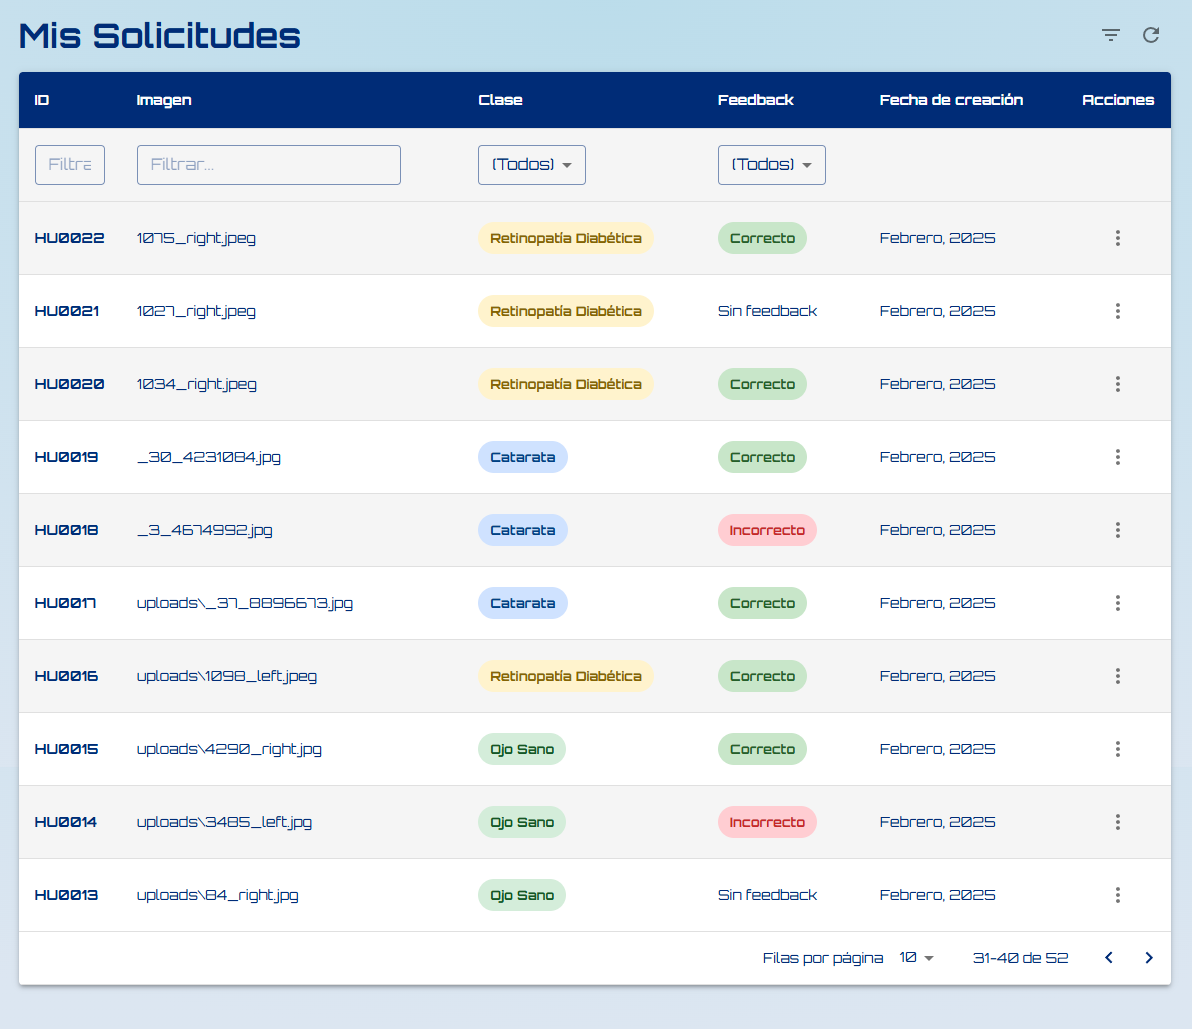 Mis Solicitudes
ID Imagen Clase Feedback Fecha de creación Acciones
Filtra Filtrar... (Todos) (Todos)
HU0022 1075_right.jpeg Retinopatía Diabética Correcto Febrero, 2025
HU0021 1027_right.jpeg Retinopatía Diabética Sin feedback Febrero, 2025
HU0020 1034_right.jpeg Retinopatía Diabética Correcto Febrero, 2025
HU0019 _30_4231084.jpg Catarata Correcto Febrero, 2025
HU0018 _3_4674992.jpg Catarata Incorrecto Febrero, 2025
HU0017 uploads\_37_8896673.jpg Catarata Correcto Febrero, 2025
HU0016 uploads\1098_left.jpeg Retinopatía Diabética Correcto Febrero, 2025
HU0015 uploads\4290_right.jpg Ojo Sano Correcto Febrero, 2025
HU0014 uploads\3485_left.jpg Ojo Sano Incorrecto Febrero, 2025
HU0013 uploads\84_right.jpg Ojo Sano Sin feedback Febrero, 2025
Filas por página 10 31-40 de 52